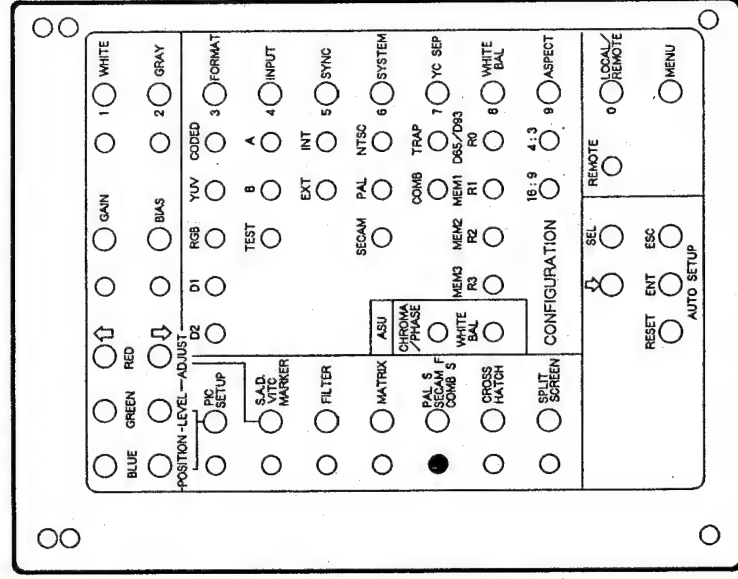 GAIN 1 WHITE
BLUE GREEN RED
BIAS 2 GRAY
POSITION - LEVEL — ADJUST
PIC
SETUP
D2 D1 RGB YUV CODED
3 FORMAT
S.A.D.
VITC
MARKER
TEST B A
4 INPUT
FILTER
EXT INT
5 SYNC
MATRIX
ASU
SECAM PAL NTSC
6 SYSTEM
PAL S
SECAM F
COMB S
CHROMA
/PHASE
COMB TRAP
7 YC SEP
CROSS
HATCH
WHITE
BAL
MEM3 MEM2 MEM1 D65/D93
R3 R2 R1 R0
8 WHITE
BAL
SPLIT
SCREEN
CONFIGURATION
16:9 4:3
9 ASPECT
SEL
REMOTE
0 LOCAL/
REMOTE
RESET ENT ESC
AUTO SETUP
MENU